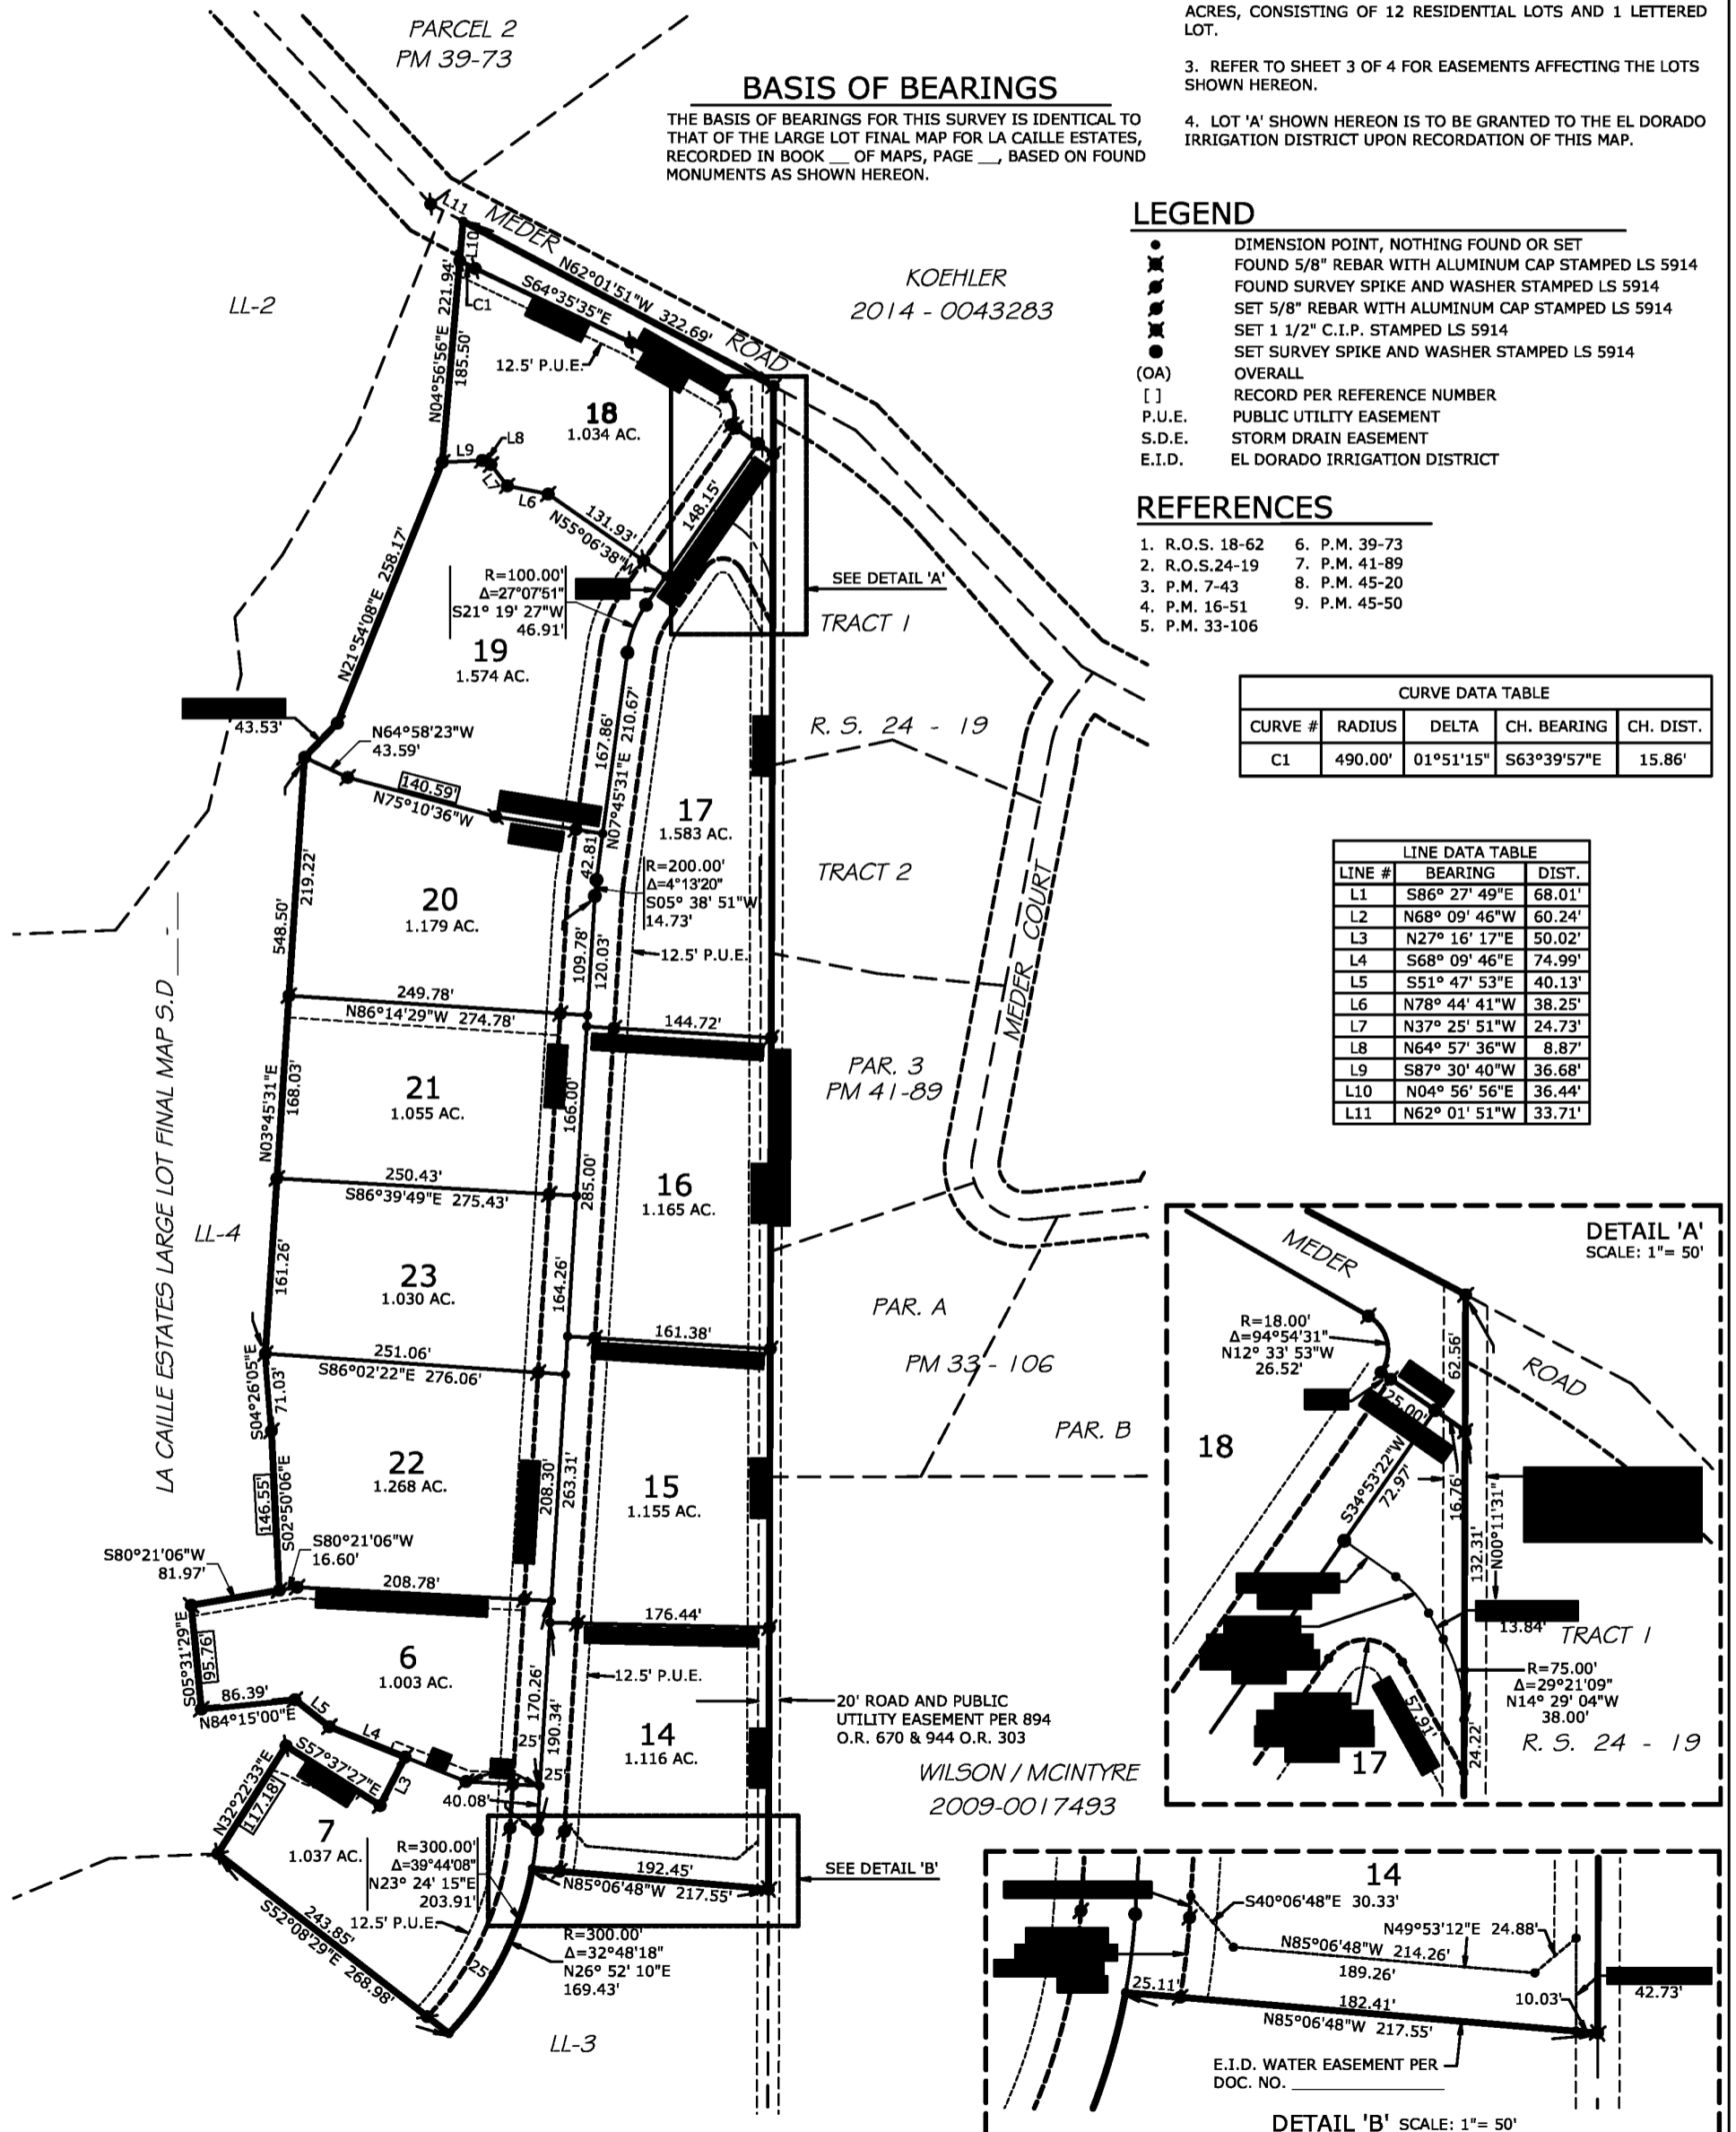 PARCEL 2
PM 39-73
ACRES, CONSISTING OF 12 RESIDENTIAL LOTS AND 1 LETTERED
LOT.
3. REFER TO SHEET 3 OF 4 FOR EASEMENTS AFFECTING THE LOTS
SHOWN HEREON.
4. LOT 'A' SHOWN HEREON IS TO BE GRANTED TO THE EL DORADO
IRRIGATION DISTRICT UPON RECORDATION OF THIS MAP.
BASIS OF BEARINGS
THE BASIS OF BEARINGS FOR THIS SURVEY IS IDENTICAL TO
THAT OF THE LARGE LOT FINAL MAP FOR LA CAILLE ESTATES,
RECORDED IN BOOK __ OF MAPS, PAGE __, BASED ON FOUND
MONUMENTS AS SHOWN HEREON.
LEGEND
DIMENSION POINT, NOTHING FOUND OR SET
FOUND 5/8" REBAR WITH ALUMINUM CAP STAMPED LS 5914
FOUND SURVEY SPIKE AND WASHER STAMPED LS 5914
SET 5/8" REBAR WITH ALUMINUM CAP STAMPED LS 5914
SET 1 1/2" C.I.P. STAMPED LS 5914
SET SURVEY SPIKE AND WASHER STAMPED LS 5914
(OA) OVERALL
[ ] RECORD PER REFERENCE NUMBER
P.U.E. PUBLIC UTILITY EASEMENT
S.D.E. STORM DRAIN EASEMENT
E.I.D. EL DORADO IRRIGATION DISTRICT
REFERENCES
1. R.O.S. 18-62
2. R.O.S.24-19
3. P.M. 7-43
4. P.M. 16-51
5. P.M. 33-106
6. P.M. 39-73
7. P.M. 41-89
8. P.M. 45-20
9. P.M. 45-50
CURVE DATA TABLE
CURVE # RADIUS DELTA CH. BEARING CH. DIST.
C1 490.00' 01°51'15" S63°39'57"E 15.86'
LINE DATA TABLE
LINE # BEARING DIST.
L1 S86° 27' 49"E 68.01'
L2 N68° 09' 46"W 60.24'
L3 N27° 16' 17"E 50.02'
L4 S68° 09' 46"E 74.99'
L5 S51° 47' 53"E 40.13'
L6 N78° 44' 41"W 38.25'
L7 N37° 25' 51"W 24.73'
L8 N64° 57' 36"W 8.87'
L9 S87° 30' 40"W 36.68'
L10 N04° 56' 56"E 36.44'
L11 N62° 01' 51"W 33.71'
L11
MEDER
L10
N62°01'51"W 322.69'
ROAD
S64°35'35"E
C1
12.5' P.U.E.
KOEHLER
2014 - 0043283
LL-2
N04°56'56"E 221.94'
185.50'
18
1.034 AC.
L9
L8
L7
L6
131.93'
N55°06'38"W
148.15'
SEE DETAIL 'A'
TRACT 1
R=100.00'
Δ=27°07'51"
S21° 19' 27"W
46.91'
N21°54'08"E 258.17'
19
1.574 AC.
43.53'
N64°58'23"W
43.59'
140.59'
N75°10'36"W
167.86'
N07°45'31"E 210.67'
42.81'
17
1.583 AC.
R. S. 24 - 19
R=200.00'
Δ=4°13'20"
S05° 38' 51"W
14.73'
TRACT 2
12.5' P.U.E.
MEDER COURT
219.22'
548.50'
20
1.179 AC.
109.78'
120.03'
249.78'
N86°14'29"W 274.78'
144.72'
LA CAILLE ESTATES LARGE LOT FINAL MAP S.D
N03°45'31"E
168.03'
21
1.055 AC.
166.00'
PAR. 3
PM 41-89
250.43'
S86°39'49"E 275.43'
285.00'
16
1.165 AC.
LL-4
161.26'
23
1.030 AC.
164.26'
161.38'
PAR. A
PM 33 - 106
PAR. B
251.06'
S86°02'22"E 276.06'
S04°26'05"E
71.03'
22
1.268 AC.
208.30'
263.31'
15
1.155 AC.
146.55'
S02°50'06"E
S80°21'06"W
81.97'
S80°21'06"W
16.60'
208.78'
176.44'
S05°31'29"E
95.76'
6
1.003 AC.
12.5' P.U.E.
20' ROAD AND PUBLIC
UTILITY EASEMENT PER 894
O.R. 670 & 944 O.R. 303
86.39'
N84°15'00"E
L5
L4
L3
170.26'
190.34'
14
1.116 AC.
25'
25'
40.08'
WILSON / MCINTYRE
2009-0017493
S57°37'27"E
N32°22'33"E
117.18'
7
1.037 AC.
R=300.00'
Δ=39°44'08"
N23° 24' 15"E
203.91'
12.5' P.U.E.
192.45'
N85°06'48"W 217.55'
SEE DETAIL 'B'
243.85'
S52°08'29"E 268.98'
25'
R=300.00'
Δ=32°48'18"
N26° 52' 10"E
169.43'
LL-3
DETAIL 'A'
SCALE: 1"= 50'
MEDER
ROAD
R=18.00'
Δ=94°54'31"
N12° 33' 53"W
26.52'
62.56'
25.00'
18
S34°53'22"W
72.97'
16.76'
132.31'
N00°11'31"
13.84'
TRACT 1
R=75.00'
Δ=29°21'09"
N14° 29' 04"W
38.00'
57.91'
24.22'
17
R. S. 24 - 19
14
S40°06'48"E 30.33'
N49°53'12"E 24.88'
N85°06'48"W 214.26'
189.26'
25.11'
182.41'
N85°06'48"W 217.55'
10.03'
42.73'
E.I.D. WATER EASEMENT PER
DOC. NO.
DETAIL 'B' SCALE: 1"= 50'